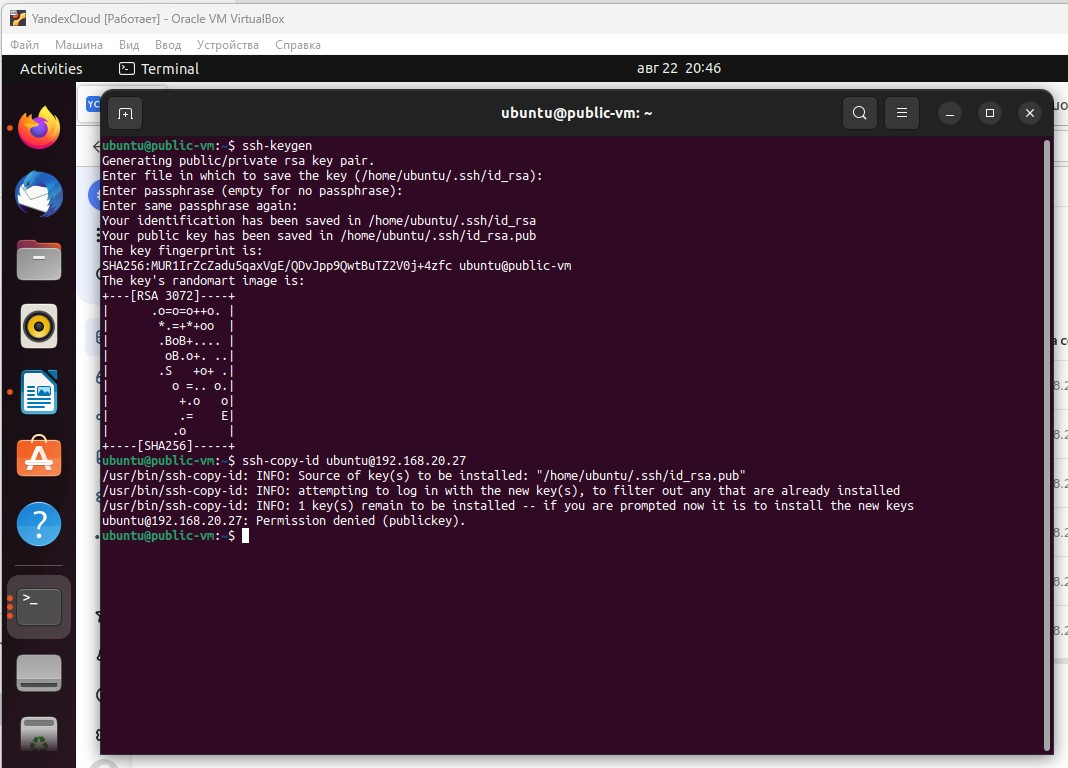 YandexCloud [Работает] - Oracle VM VirtualBox
Файл Машина Вид Ввод Устройства Справка
Activities Terminal авг 22 20:46
YC
ubuntu@public-vm: ~
ubuntu@public-vm:~$ ssh-keygen
Generating public/private rsa key pair.
Enter file in which to save the key (/home/ubuntu/.ssh/id_rsa):
Enter passphrase (empty for no passphrase):
Enter same passphrase again:
Your identification has been saved in /home/ubuntu/.ssh/id_rsa
Your public key has been saved in /home/ubuntu/.ssh/id_rsa.pub
The key fingerprint is:
SHA256:MUR1IrZcZadu5qaxVgE/QDvJpp9QwtBuTZ2V0j+4zfc ubuntu@public-vm
The key's randomart image is:
+---[RSA 3072]----+
|      .o=o=o++o. |
|       *.=+*+oo  |
|       .BoB+.... |
|        oB.o+. ..|
|       .S   +o+ .|
|         o =.. o.|
|          +.o   o|
|          .=    E|
|         .o      |
+----[SHA256]-----+
ubuntu@public-vm:~$ ssh-copy-id ubuntu@192.168.20.27
/usr/bin/ssh-copy-id: INFO: Source of key(s) to be installed: "/home/ubuntu/.ssh/id_rsa.pub"
/usr/bin/ssh-copy-id: INFO: attempting to log in with the new key(s), to filter out any that are already installed
/usr/bin/ssh-copy-id: INFO: 1 key(s) remain to be installed -- if you are prompted now it is to install the new keys
ubuntu@192.168.20.27: Permission denied (publickey).
ubuntu@public-vm:~$